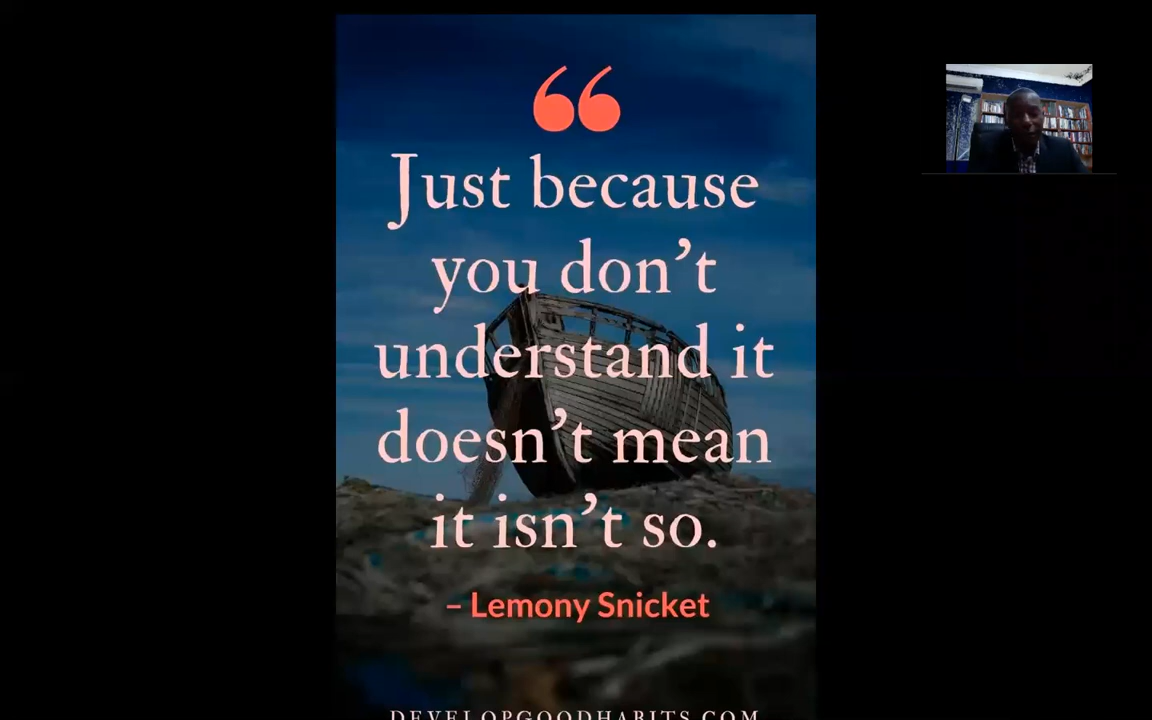 Just because
you don’t
understand it
doesn’t mean
it isn’t so.
– Lemony Snicket
DEVELOPGOODHABITS.COM